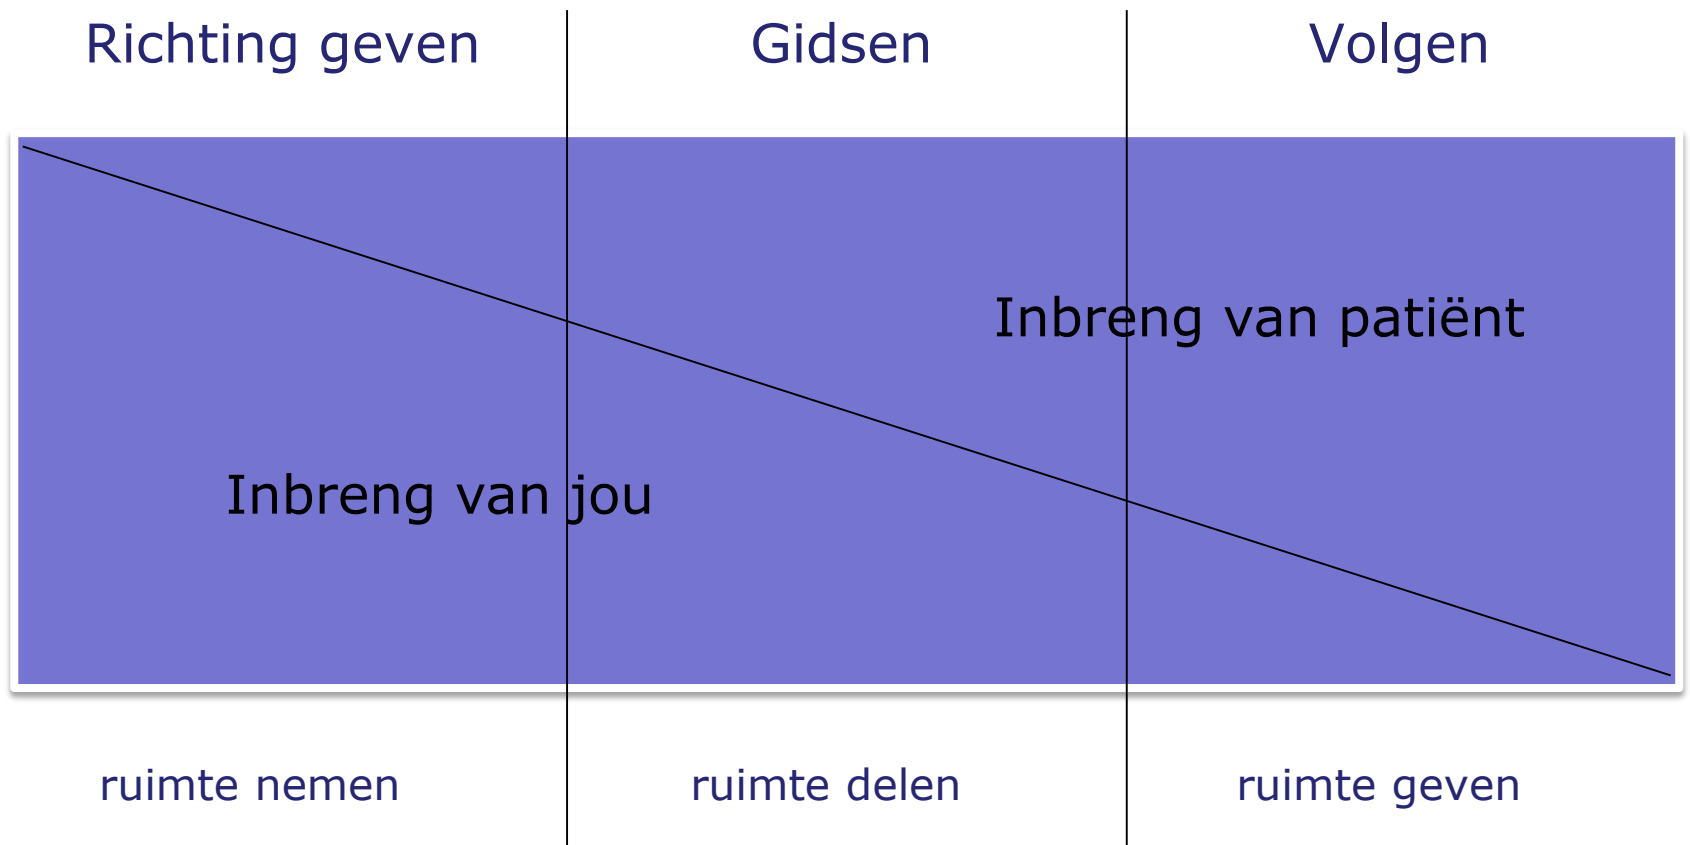 Richting geven
Gidsen
Volgen
Inbreng van patiënt
Inbreng van jou
ruimte nemen
ruimte delen
ruimte geven